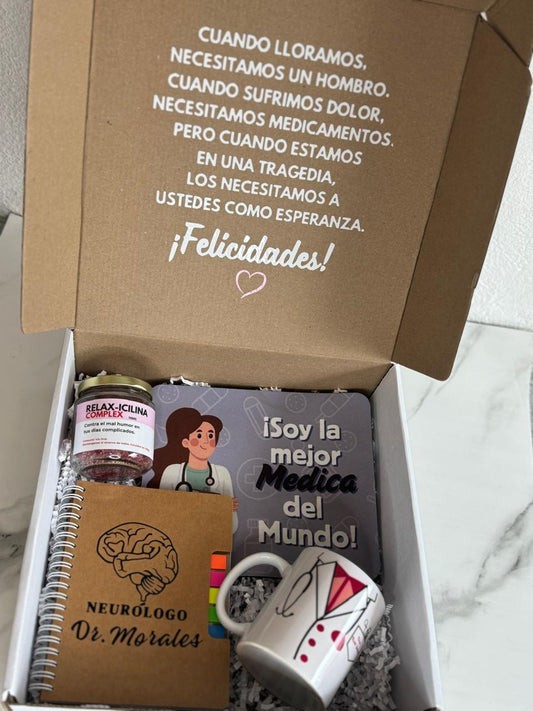 CUANDO LLORAMOS,
NECESITAMOS UN HOMBRO.
CUANDO SUFRIMOS DOLOR,
NECESITAMOS MEDICAMENTOS.
PERO CUANDO ESTAMOS
EN UNA TRAGEDIA,
LOS NECESITAMOS A
USTEDES COMO ESPERANZA.
¡Felicidades!
RELAX-ICILINA
COMPLEX
Contra el mal humor en
tus días complicados.
¡Soy la
mejor
Medica
del
Mundo!
NEUROLOGO
Dr. Morales